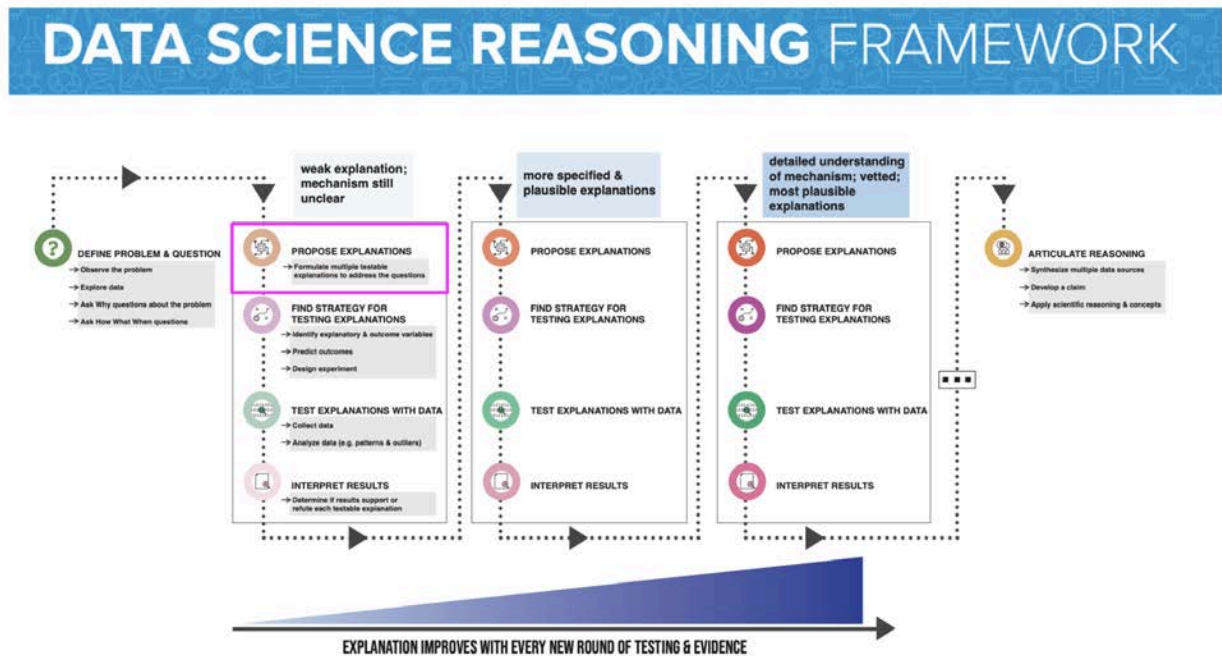 DATA SCIENCE REASONING FRAMEWORK
DEFINE PROBLEM & QUESTION
Observe the problem
Explore data
Ask Why questions about the problem
Ask How What When questions
weak explanation;
mechanism still
unclear
PROPOSE EXPLANATIONS
Formulate multiple testable
explanations to address the questions
FIND STRATEGY FOR
TESTING EXPLANATIONS
Identify explanatory & outcome variables
Predict outcomes
Design experiment
TEST EXPLANATIONS WITH DATA
Collect data
Analyze data (e.g. patterns & outliers)
INTERPRET RESULTS
Determine if results support or
refute each testable explanation
more specified &
plausible explanations
PROPOSE EXPLANATIONS
FIND STRATEGY FOR
TESTING EXPLANATIONS
TEST EXPLANATIONS WITH DATA
INTERPRET RESULTS
detailed understanding
of mechanism; vetted;
most plausible
explanations
PROPOSE EXPLANATIONS
FIND STRATEGY FOR
TESTING EXPLANATIONS
TEST EXPLANATIONS WITH DATA
INTERPRET RESULTS
ARTICULATE REASONING
Synthesize multiple data sources
Develop a claim
Apply scientific reasoning & concepts
EXPLANATION IMPROVES WITH EVERY NEW ROUND OF TESTING & EVIDENCE